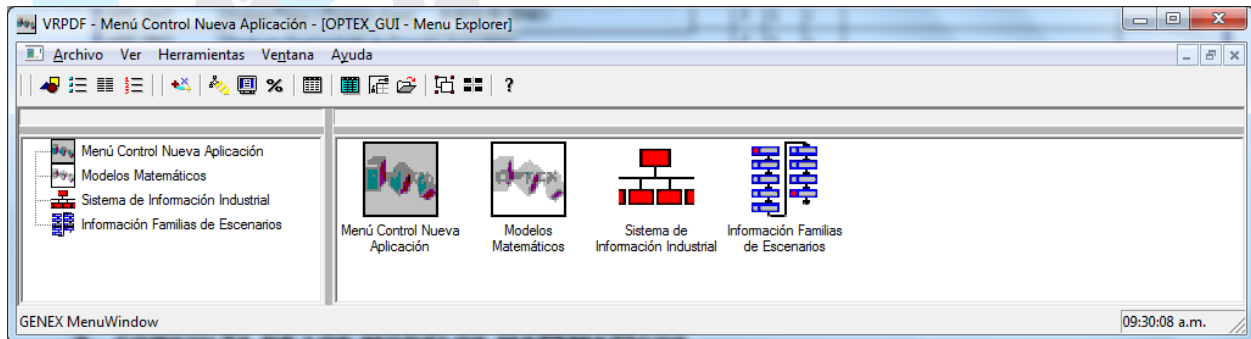 VRPDF - Menú Control Nueva Aplicación - [OPTEX_GUI - Menu Explorer]
Archivo Ver Herramientas Ventana Ayuda
Menú Control Nueva Aplicación
Modelos Matemáticos
Sistema de Información Industrial
Información Familias de Escenarios
Menú Control Nueva
Aplicación
Modelos
Matemáticos
Sistema de
Información Industrial
Información Familias
de Escenarios
GENEX MenuWindow
09:30:08 a.m.